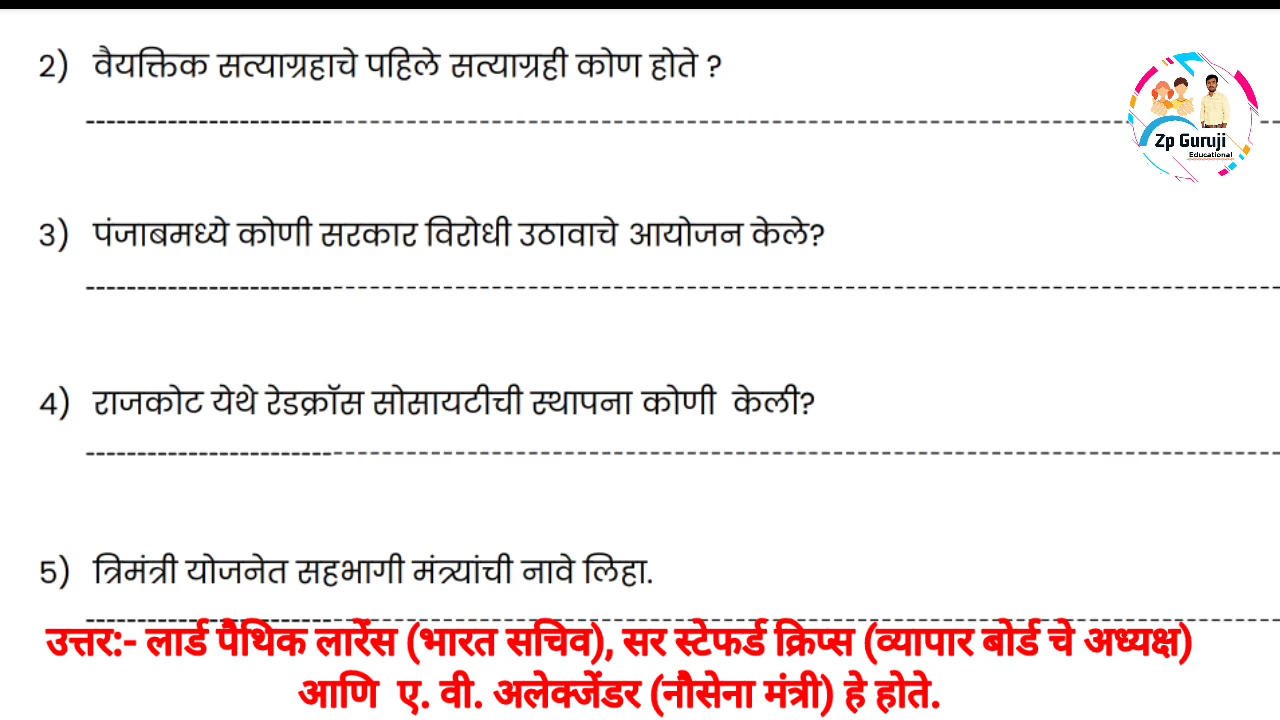 2) वैयक्तिक सत्याग्रहाचे पहिले सत्याग्रही कोण होते ?
Zp Guruji
Educational
3) पंजाबमध्ये कोणी सरकार विरोधी उठावाचे आयोजन केले?
4) राजकोट येथे रेडक्रॉस सोसायटीची स्थापना कोणी केली?
5) त्रिमंत्री योजनेत सहभागी मंत्र्यांची नावे लिहा.
उत्तर:- लार्ड पैथिक लारेंस (भारत सचिव), सर स्टेफर्ड क्रिप्स (व्यापार बोर्ड चे अध्यक्ष)
आणि ए. वी. अलेक्जेंडर (नौसेना मंत्री) हे होते.